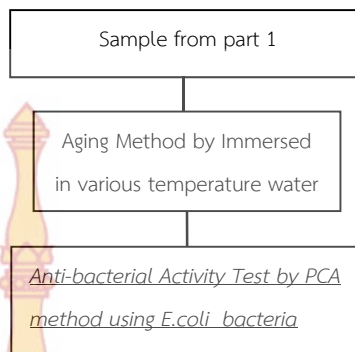 Sample from part 1
Aging Method by Immersed
in various temperature water
Anti-bacterial Activity Test by PCA
method using E.coli bacteria